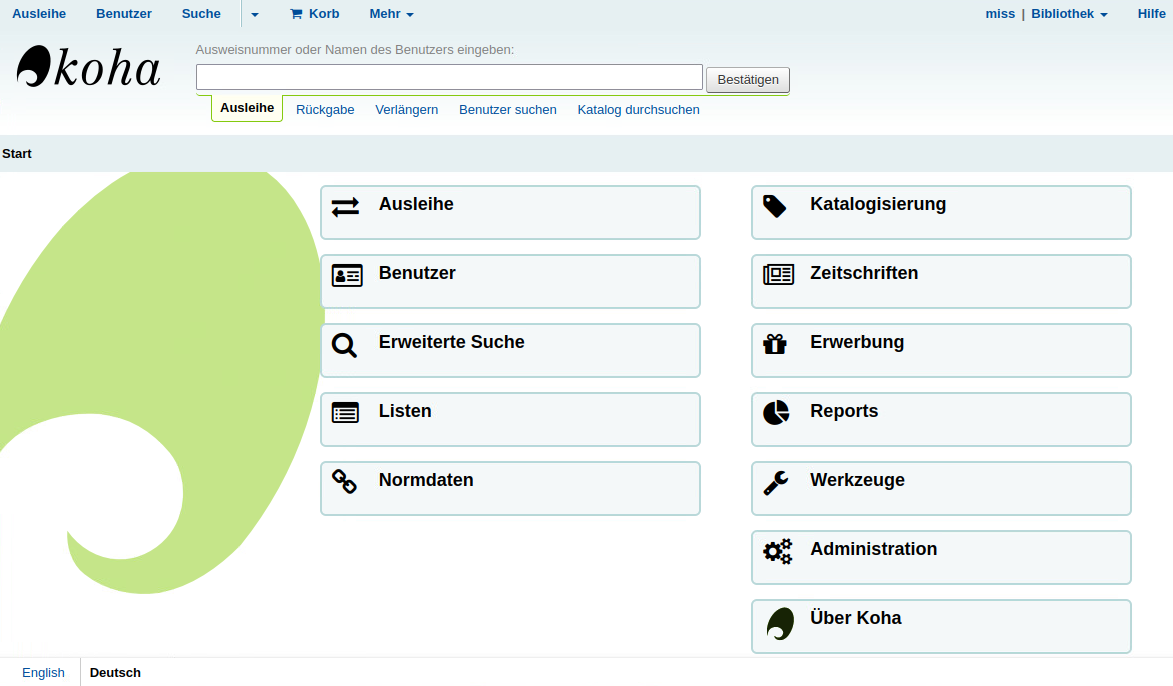 Ausleihe Benutzer Suche Korb Mehr miss | Bibliothek Hilfe
koha
Ausweisnummer oder Namen des Benutzers eingeben:
Bestätigen
Ausleihe Rückgabe Verlängern Benutzer suchen Katalog durchsuchen
Start
Ausleihe
Benutzer
Erweiterte Suche
Listen
Normdaten
Katalogisierung
Zeitschriften
Erwerbung
Reports
Werkzeuge
Administration
Über Koha
English Deutsch